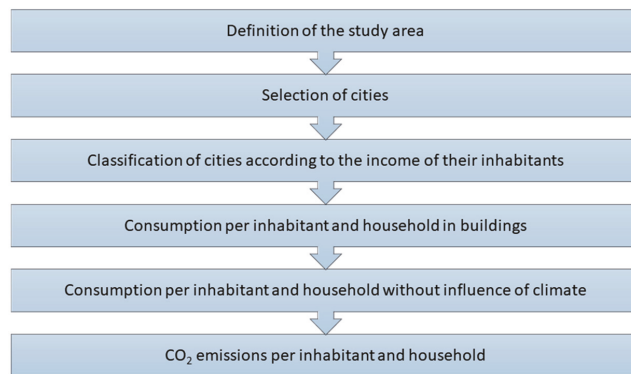 Definition of the study area
Selection of cities
Classification of cities according to the income of their inhabitants
Consumption per inhabitant and household in buildings
Consumption per inhabitant and household without influence of climate
CO₂ emissions per inhabitant and household